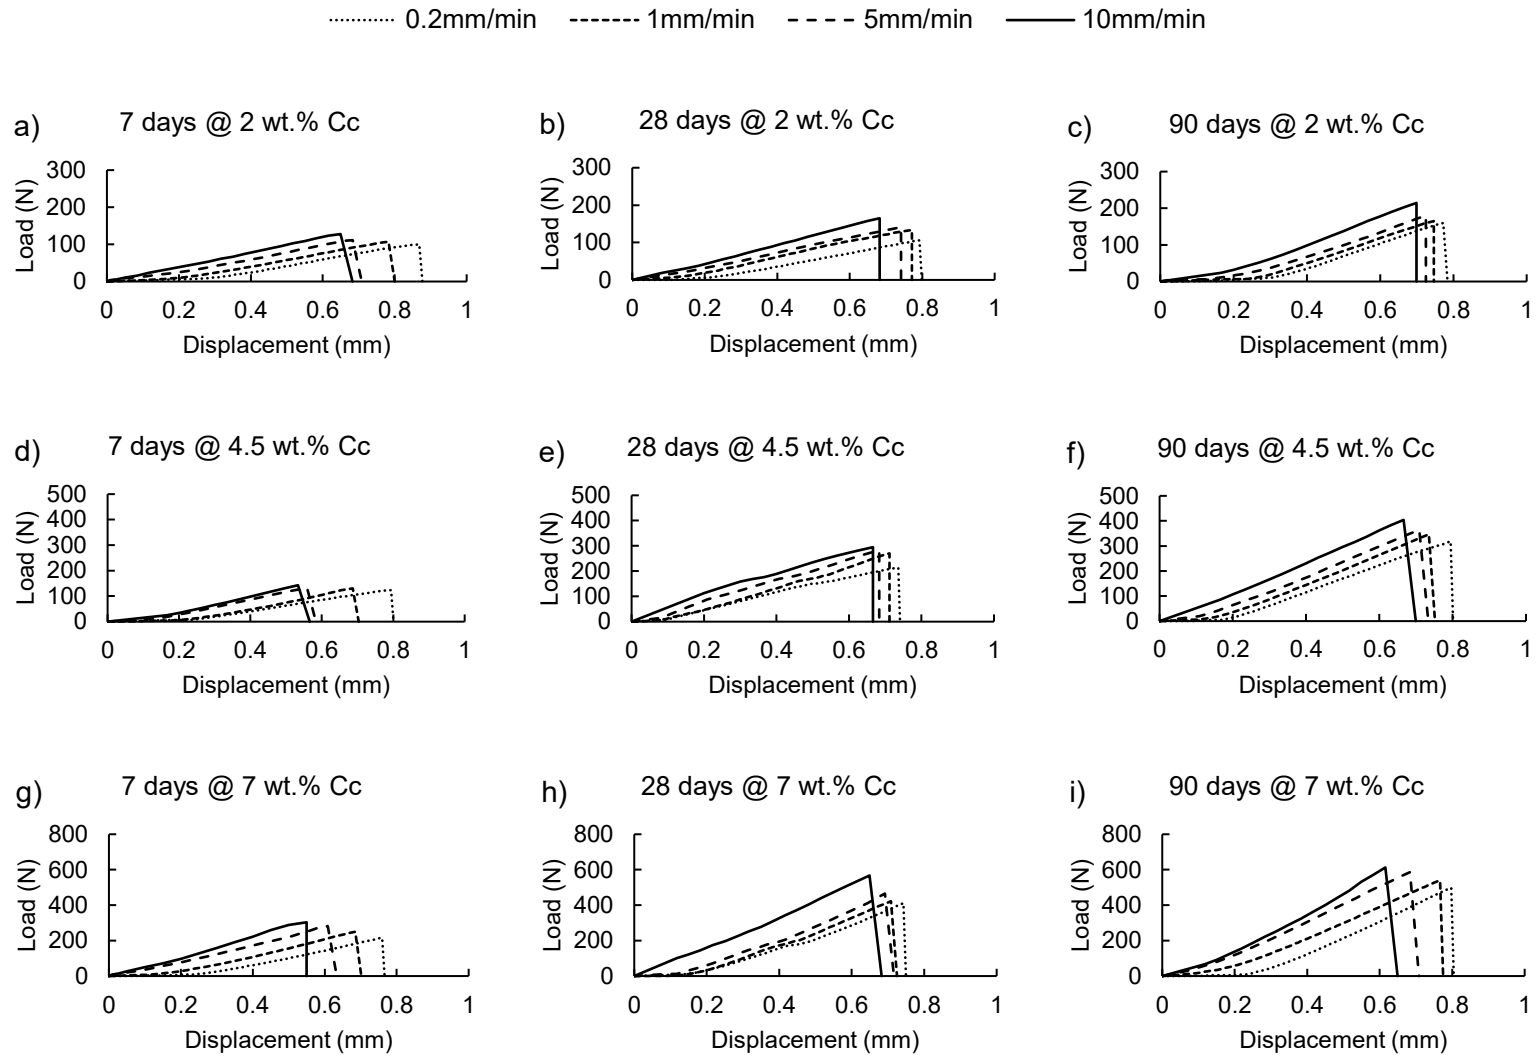 0.2mm/min 1mm/min 5mm/min 10mm/min
a) 7 days @ 2 wt.% Cc
Load (N)
300
200
100
0
0 0.2 0.4 0.6 0.8 1
Displacement (mm)
b) 28 days @ 2 wt.% Cc
Load (N)
300
200
100
0
0 0.2 0.4 0.6 0.8 1
Displacement (mm)
c) 90 days @ 2 wt.% Cc
Load (N)
300
200
100
0
0 0.2 0.4 0.6 0.8 1
Displacement (mm)
d) 7 days @ 4.5 wt.% Cc
Load (N)
500
400
300
200
100
0
0 0.2 0.4 0.6 0.8 1
Displacement (mm)
e) 28 days @ 4.5 wt.% Cc
Load (N)
500
400
300
200
100
0
0 0.2 0.4 0.6 0.8 1
Displacement (mm)
f) 90 days @ 4.5 wt.% Cc
Load (N)
500
400
300
200
100
0
0 0.2 0.4 0.6 0.8 1
Displacement (mm)
g) 7 days @ 7 wt.% Cc
Load (N)
800
600
400
200
0
0 0.2 0.4 0.6 0.8 1
Displacement (mm)
h) 28 days @ 7 wt.% Cc
Load (N)
800
600
400
200
0
0 0.2 0.4 0.6 0.8 1
Displacement (mm)
i) 90 days @ 7 wt.% Cc
Load (N)
800
600
400
200
0
0 0.2 0.4 0.6 0.8 1
Displacement (mm)